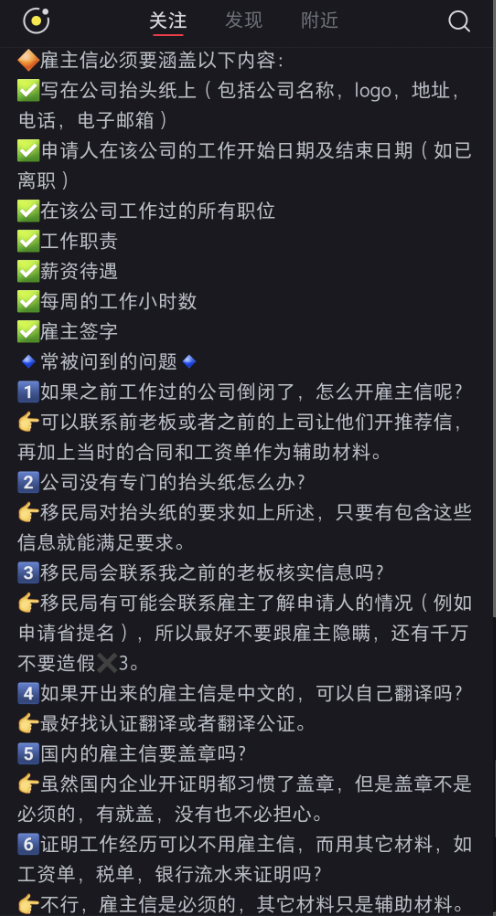 关注 发现 附近
🔶雇主信必须要涵盖以下内容：
✅写在公司抬头纸上（包括公司名称，logo，地址，
电话，电子邮箱）
✅申请人在该公司的工作开始日期及结束日期（如已
离职）
✅在该公司工作过的所有职位
✅工作职责
✅薪资待遇
✅每周的工作小时数
✅雇主签字
🔹常被问到的问题🔹
1️⃣如果之前工作过的公司倒闭了，怎么开雇主信呢？
👉可以联系前老板或者之前的上司让他们开推荐信，
再加上当时的合同和工资单作为辅助材料。
2️⃣公司没有专门的抬头纸怎么办？
👉移民局对抬头纸的要求如上所述，只要有包含这些
信息就能满足要求。
3️⃣移民局会联系我之前的老板核实信息吗？
👉移民局有可能会联系雇主了解申请人的情况（例如
申请省提名），所以最好不要跟雇主隐瞒，还有千万
不要造假✖️3。
4️⃣如果开出来的雇主信是中文的，可以自己翻译吗？
👉最好找认证翻译或者翻译公证。
5️⃣国内的雇主信要盖章吗？
👉虽然国内企业开证明都习惯了盖章，但是盖章不是
必须的，有就盖，没有也不必担心。
6️⃣证明工作经历可以不用雇主信，而用其它材料，如
工资单，税单，银行流水来证明吗？
👉不行，雇主信是必须的，其它材料只是辅助材料。